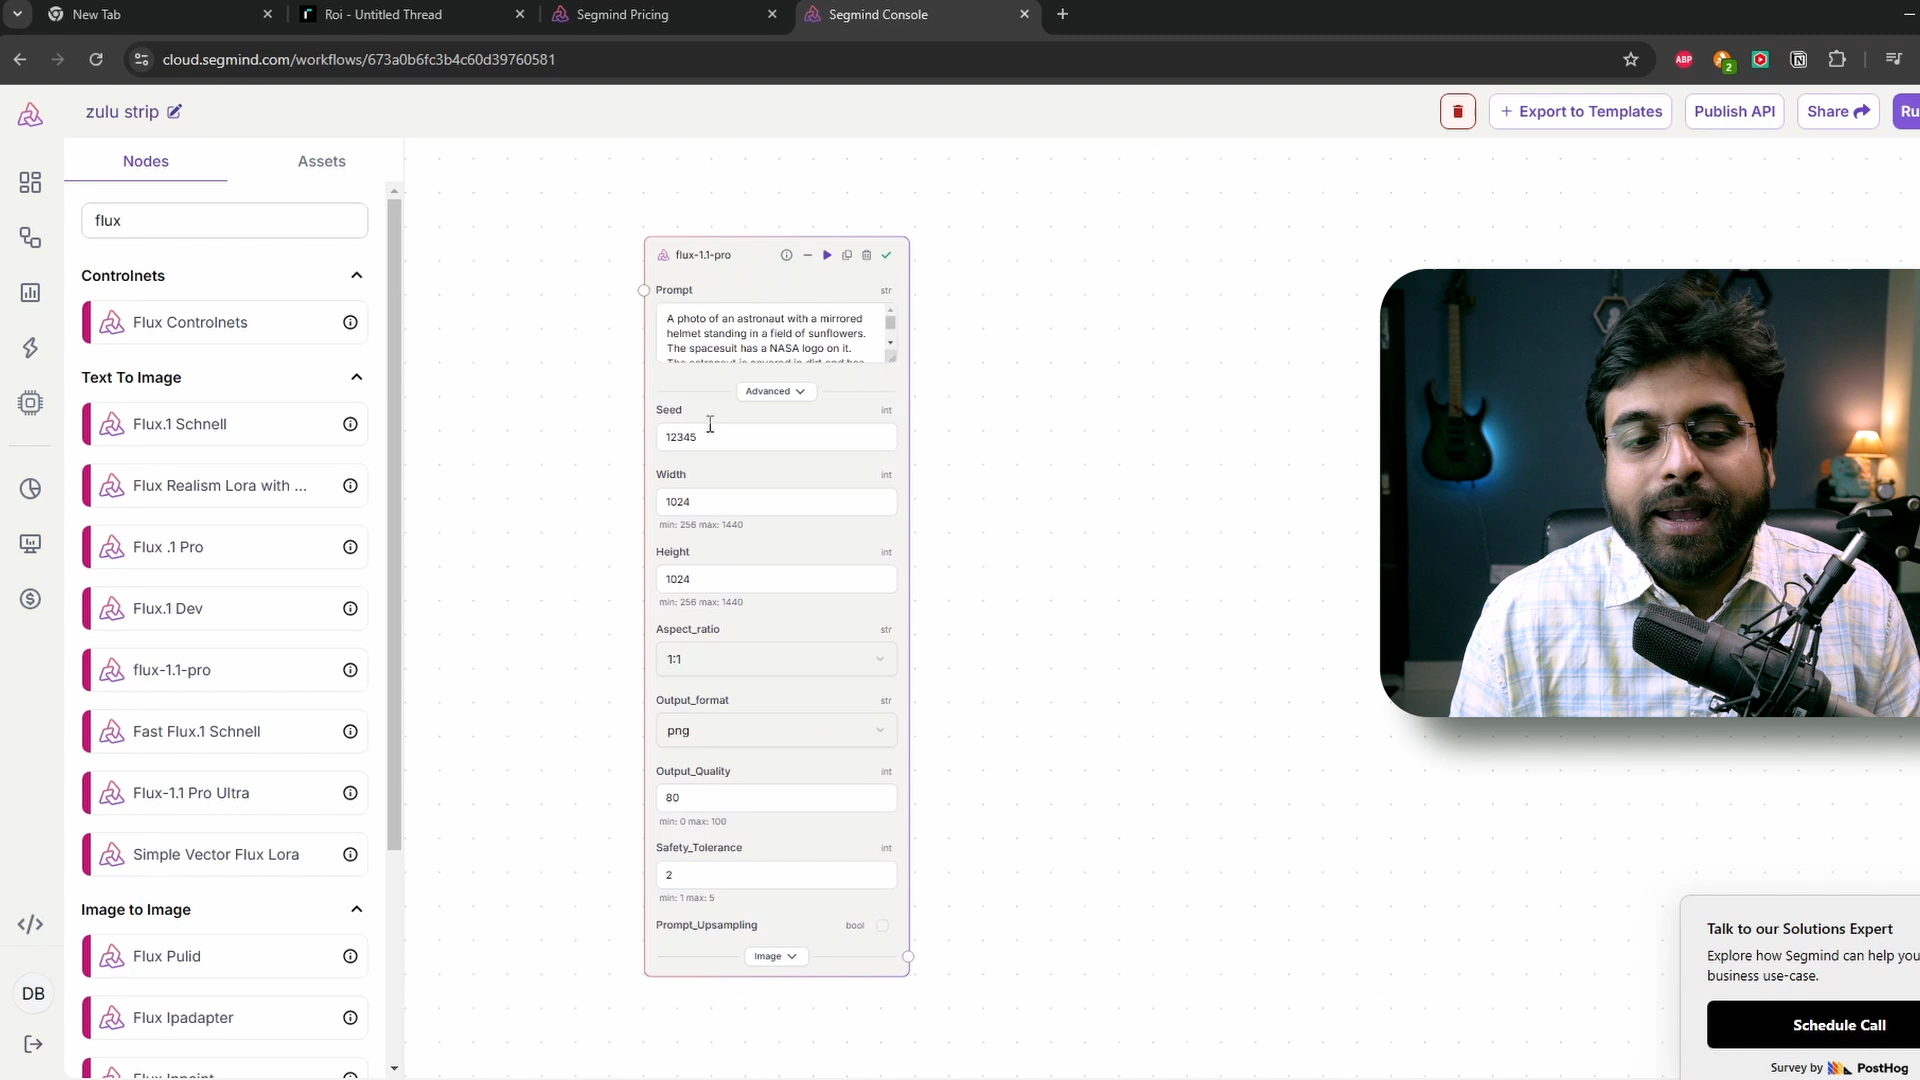 New Tab
Roi - Untitled Thread
Segmind Pricing
Segmind Console
cloud.segmind.com/workflows/673a0b6fc3b4c60d39760581
ABP
2
zulu strip
Export to Templates
Publish API
Share
Nodes
Assets
flux
Controlnets
Flux Controlnets
Text To Image
Flux.1 Schnell
Flux Realism Lora with ...
Flux .1 Pro
Flux.1 Dev
flux-1.1-pro
Fast Flux.1 Schnell
Flux-1.1 Pro Ultra
Simple Vector Flux Lora
Image to Image
Flux Pulid
Flux Ipadapter
DB
flux-1.1-pro
Prompt
str
A photo of an astronaut with a mirrored
helmet standing in a field of sunflowers.
The spacesuit has a NASA logo on it.
Advanced
Seed
int
12345
Width
int
1024
min: 256 max: 1440
Height
int
1024
min: 256 max: 1440
Aspect_ratio
str
1:1
Output_format
str
png
Output_Quality
int
80
min: 0 max: 100
Safety_Tolerance
int
2
min: 1 max: 5
Prompt_Upsampling
bool
Image
Talk to our Solutions Expert
Explore how Segmind can help you
business use-case.
Schedule Call
Survey by PostHog